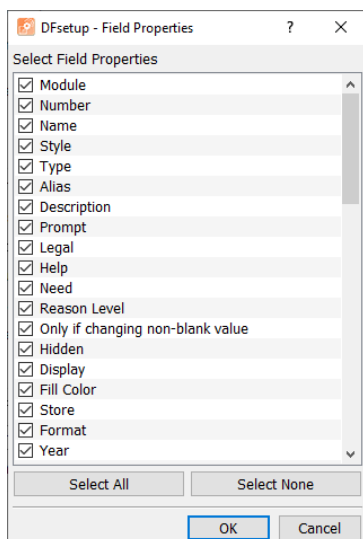 DFsetup - Field Properties
Select Field Properties
Module
Number
Name
Style
Type
Alias
Description
Prompt
Legal
Help
Need
Reason Level
Only if changing non-blank value
Hidden
Display
Fill Color
Store
Format
Year
Select All Select None
OK Cancel